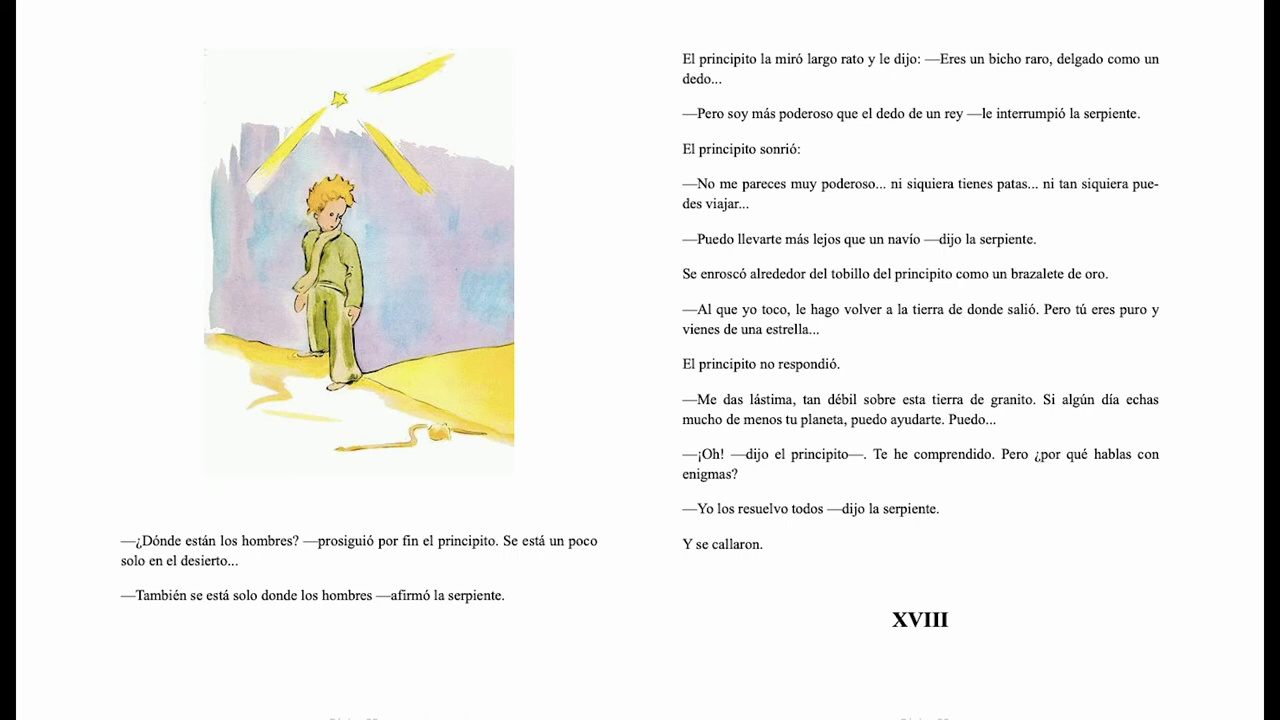 —¿Dónde están los hombres? —prosiguió por fin el principito. Se está un poco
solo en el desierto...
—También se está solo donde los hombres —afirmó la serpiente.
El principito la miró largo rato y le dijo: —Eres un bicho raro, delgado como un
dedo...
—Pero soy más poderoso que el dedo de un rey —le interrumpió la serpiente.
El principito sonrió:
—No me pareces muy poderoso... ni siquiera tienes patas... ni tan siquiera pue-
des viajar...
—Puedo llevarte más lejos que un navío —dijo la serpiente.
Se enroscó alrededor del tobillo del principito como un brazalete de oro.
—Al que yo toco, le hago volver a la tierra de donde salió. Pero tú eres puro y
vienes de una estrella...
El principito no respondió.
—Me das lástima, tan débil sobre esta tierra de granito. Si algún día echas
mucho de menos tu planeta, puedo ayudarte. Puedo...
—¡Oh! —dijo el principito—. Te he comprendido. Pero ¿por qué hablas con
enigmas?
—Yo los resuelvo todos —dijo la serpiente.
Y se callaron.
XVIII